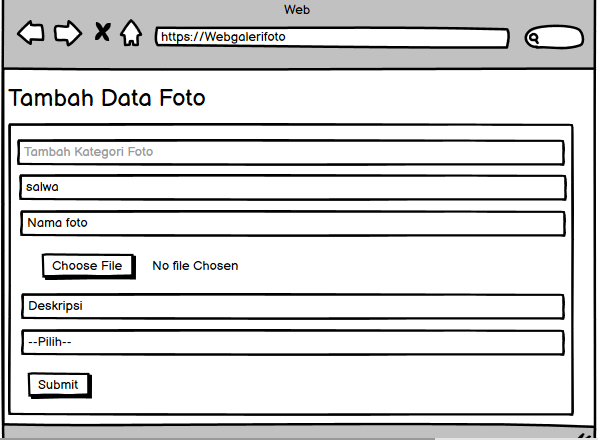 Web
https://Webgalerifoto
Tambah Data Foto
Tambah Kategori Foto
salwa
Nama foto
Choose File No file Chosen
Deskripsi
--Pilih--
Submit